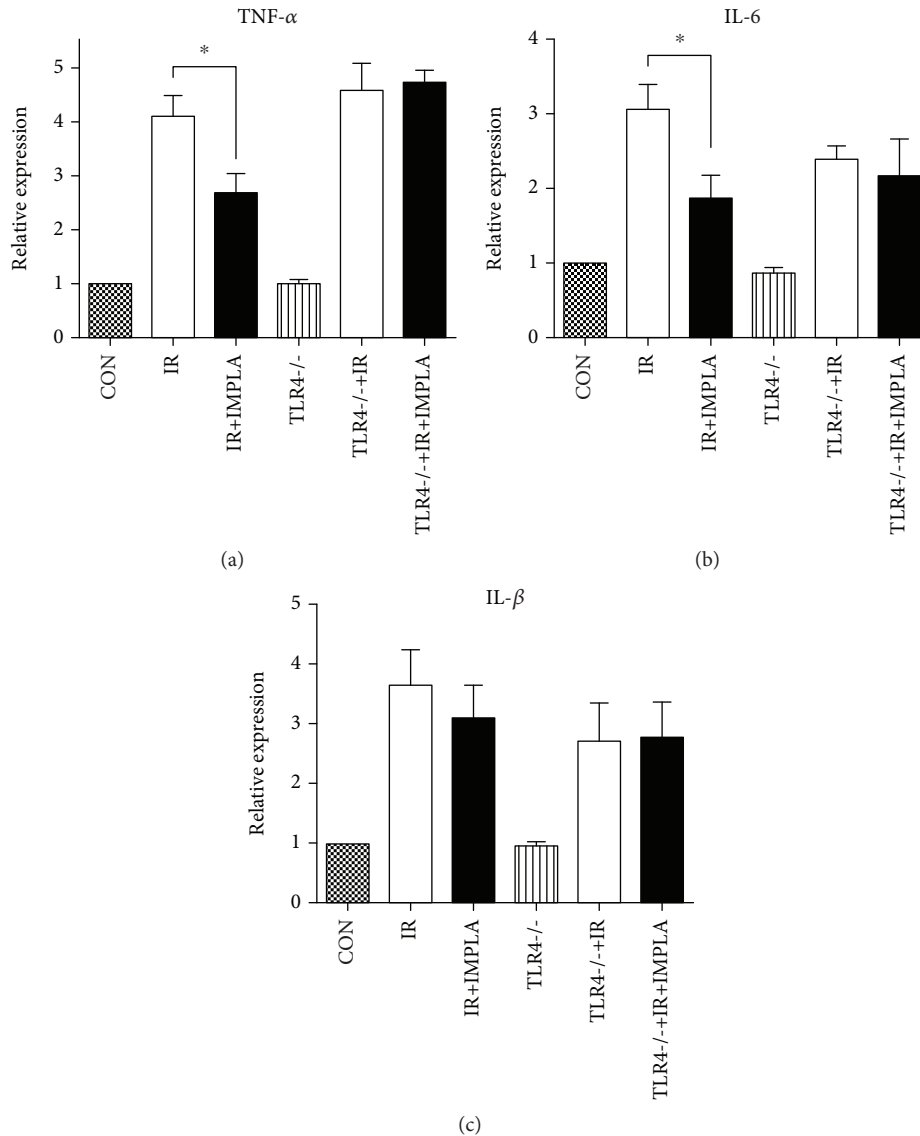 TNF-α
Relative expression
5
4
3
2
1
0
*
CON
IR
IR+IMPLA
TLR4-/-
TLR4-/-+IR
TLR4-/-+IR+IMPLA
(a)
IL-6
Relative expression
4
3
2
1
0
*
CON
IR
IR+IMPLA
TLR4-/-
TLR4-/-+IR
TLR4-/-+IR+IMPLA
(b)
IL-β
Relative expression
5
4
3
2
1
0
CON
IR
IR+IMPLA
TLR4-/-
TLR4-/-+IR
TLR4-/-+IR+IMPLA
(c)